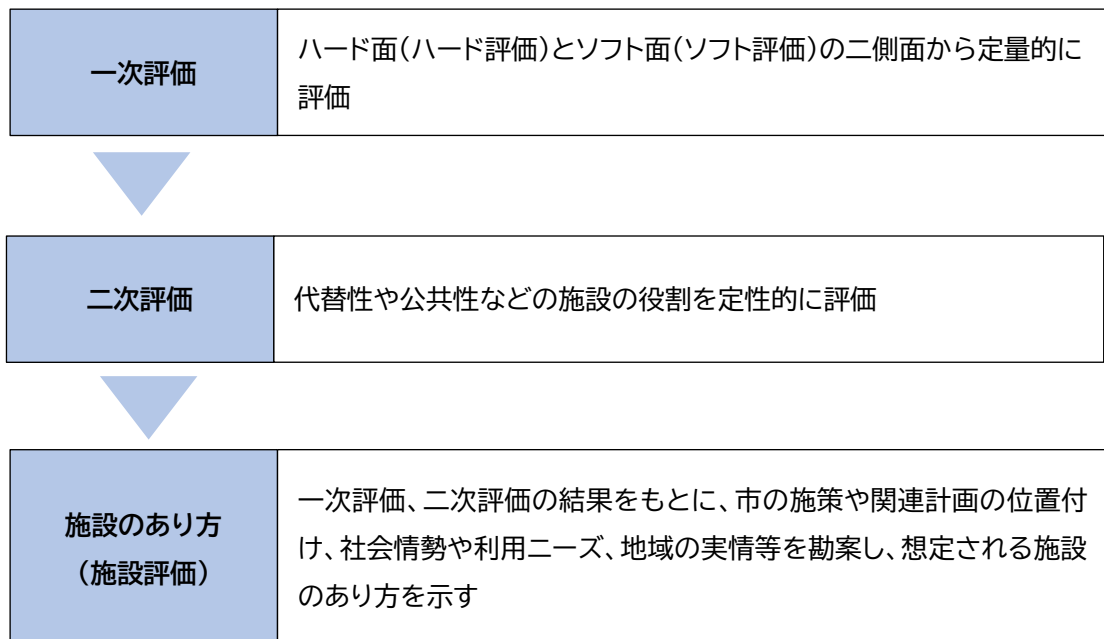 一次評価
ハード面(ハード評価)とソフト面(ソフト評価)の二側面から定量的に
評価
二次評価
代替性や公共性などの施設の役割を定性的に評価
施設のあり方
(施設評価)
一次評価、二次評価の結果をもとに、市の施策や関連計画の位置付
け、社会情勢や利用ニーズ、地域の実情等を勘案し、想定される施設
のあり方を示す